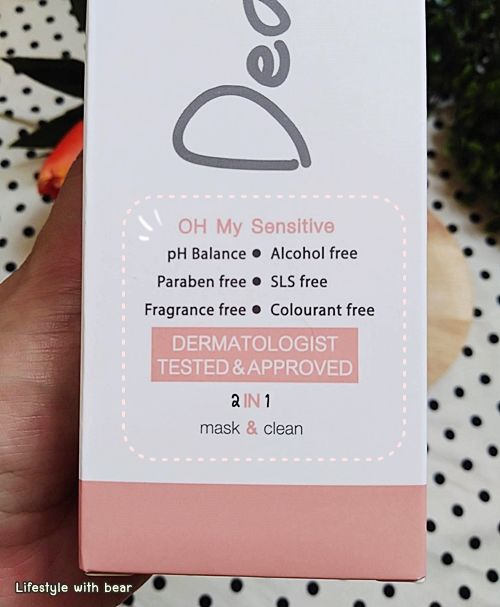 OH My Sensitive
pH Balance ● Alcohol free
Paraben free ● SLS free
Fragrance free ● Colourant free
DERMATOLOGIST
TESTED & APPROVED
2 IN 1
mask & clean
Lifestyle with bear